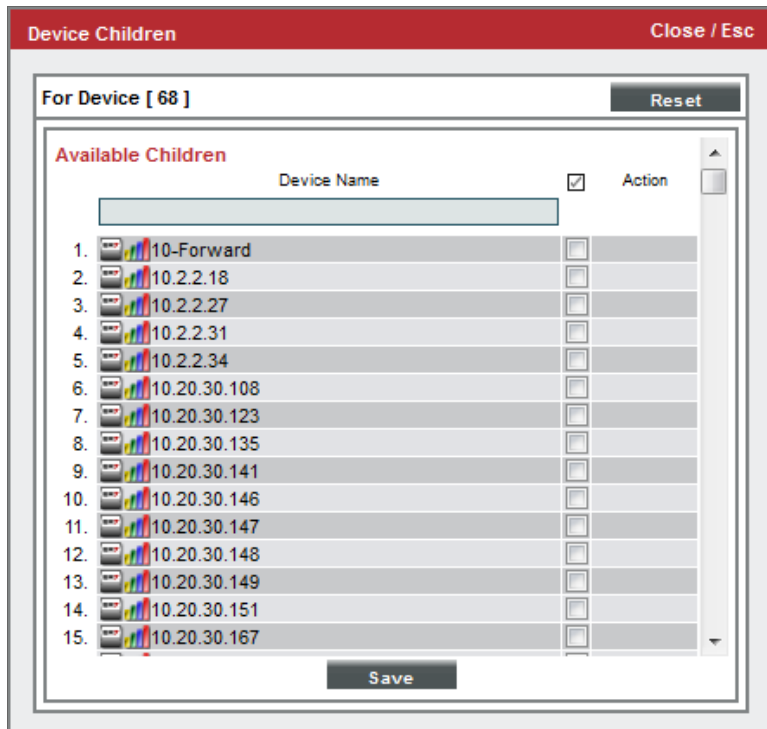 Device Children Close / Esc
For Device [ 68 ] Reset
Available Children
Device Name Action
1. 10-Forward
2. 10.2.2.18
3. 10.2.2.27
4. 10.2.2.31
5. 10.2.2.34
6. 10.20.30.108
7. 10.20.30.123
8. 10.20.30.135
9. 10.20.30.141
10. 10.20.30.146
11. 10.20.30.147
12. 10.20.30.148
13. 10.20.30.149
14. 10.20.30.151
15. 10.20.30.167
Save